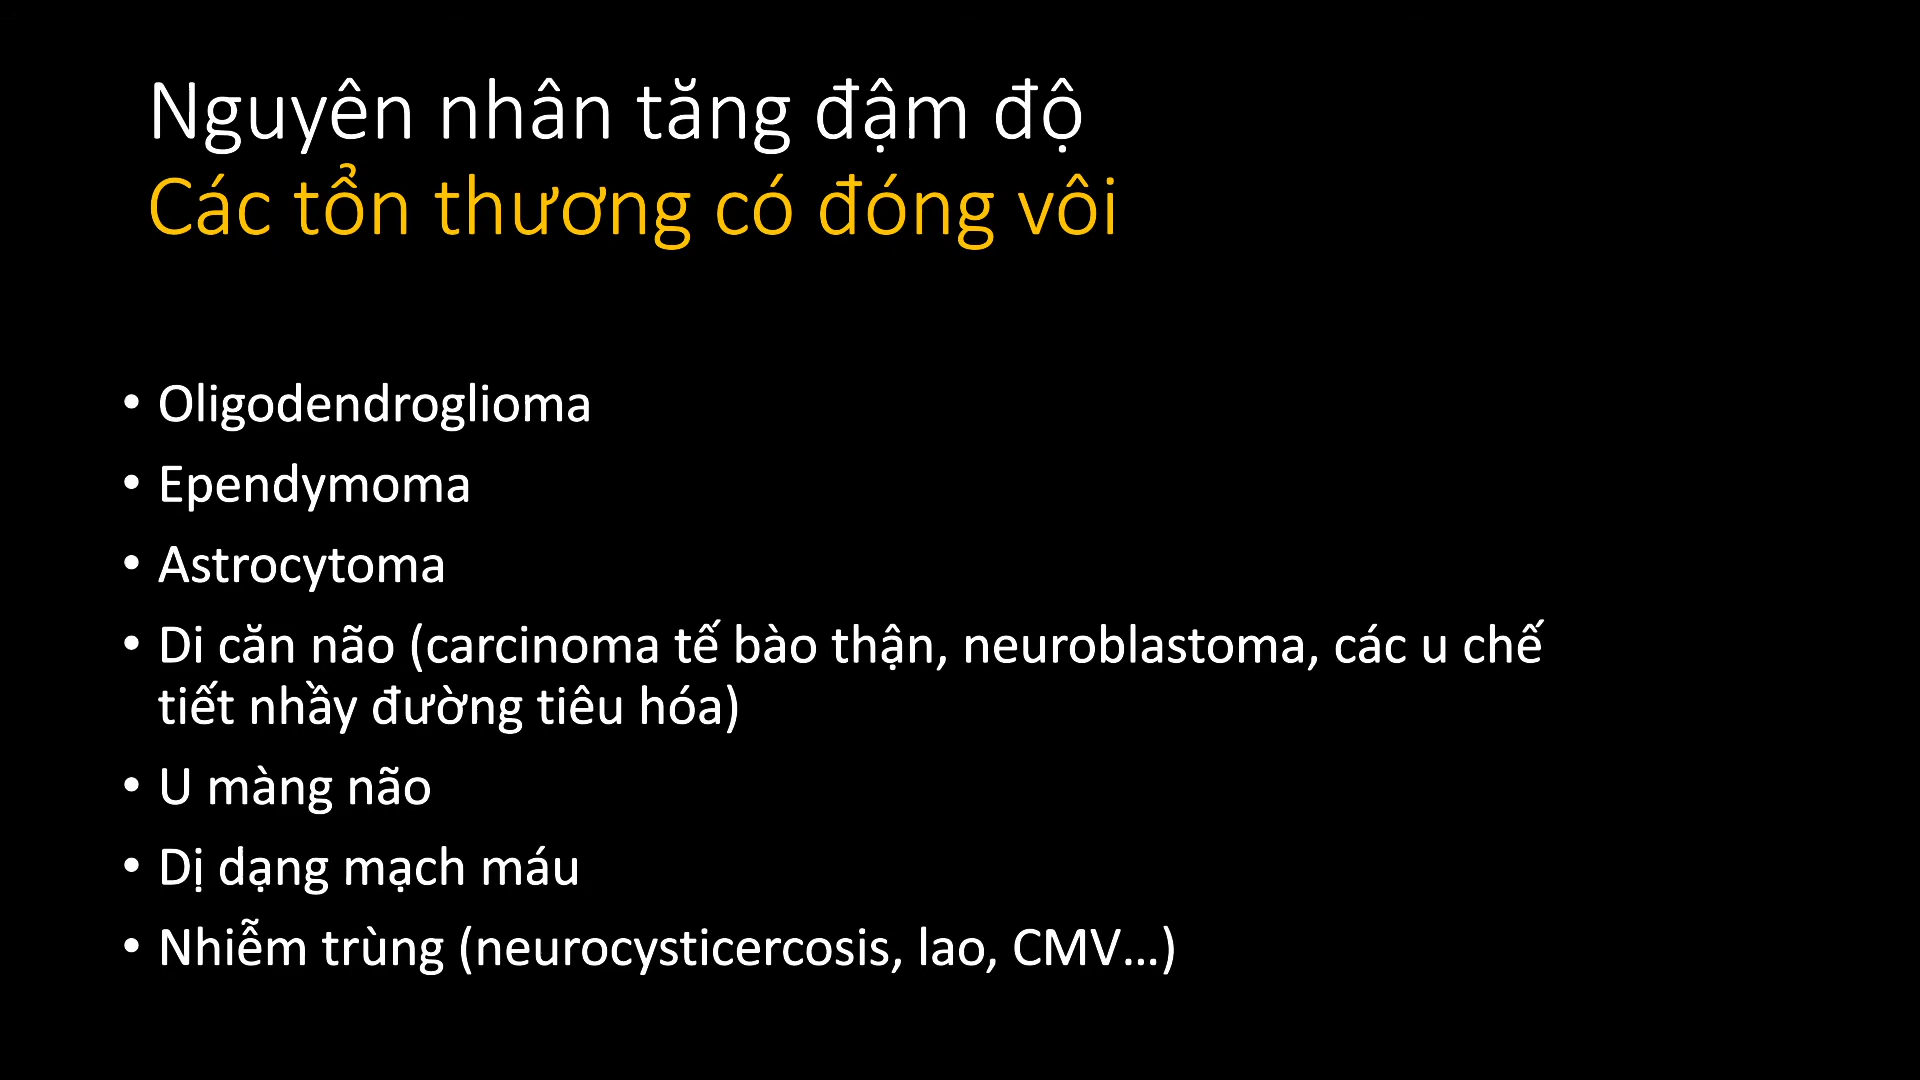 Nguyên nhân tăng đậm độ
Các tổn thương có đóng vôi
• Oligodendroglioma
• Ependymoma
• Astrocytoma
• Di căn não (carcinoma tế bào thận, neuroblastoma, các u chế
tiết nhầy đường tiêu hóa)
• U màng não
• Dị dạng mạch máu
• Nhiễm trùng (neurocysticercosis, lao, CMV...)